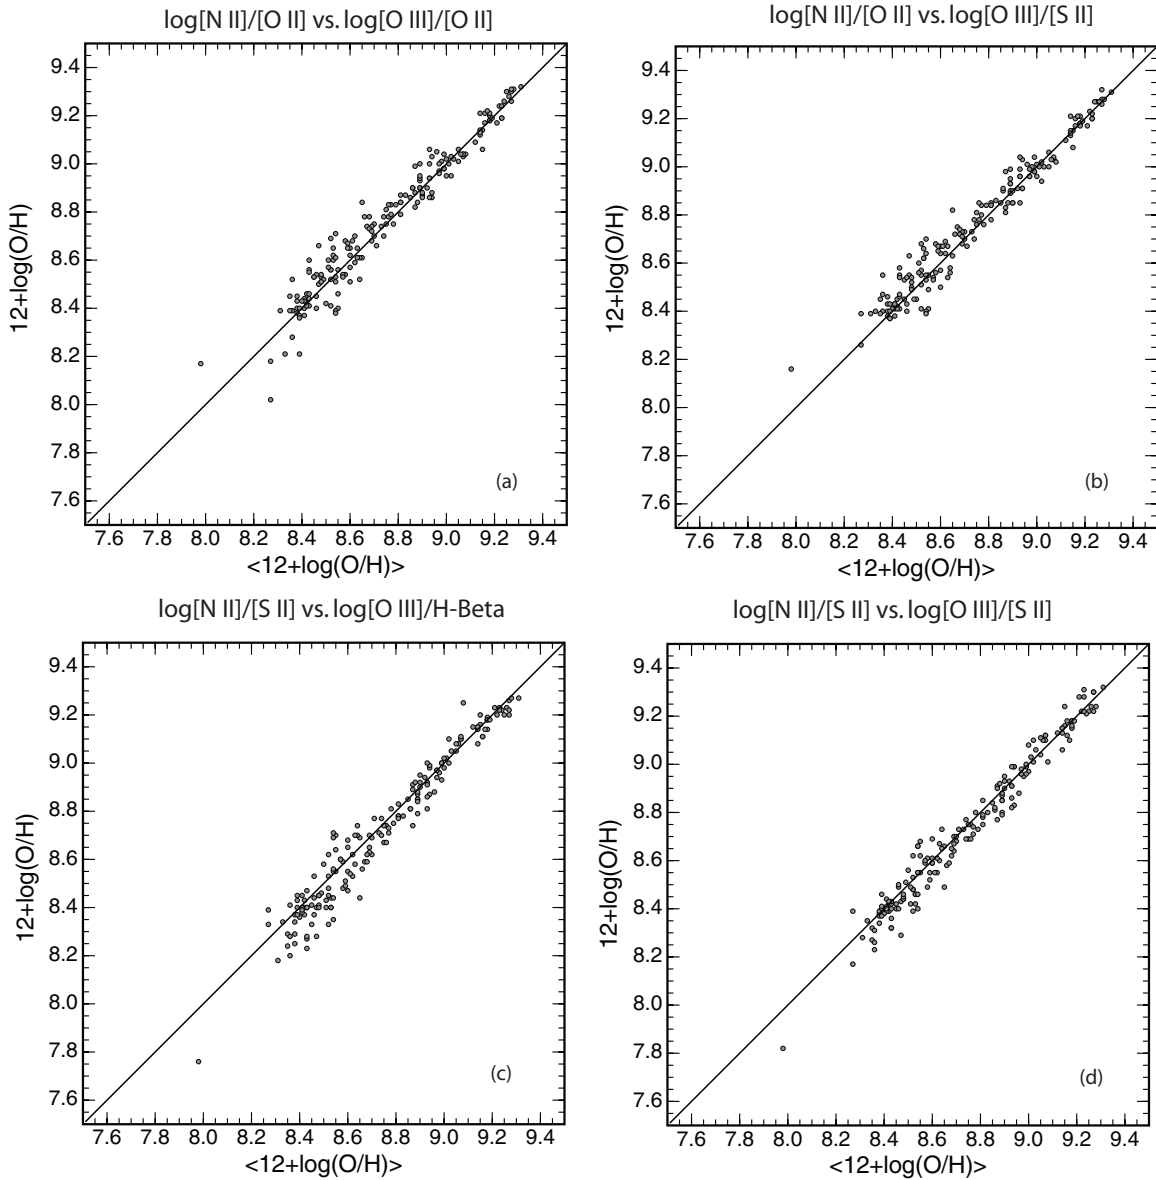 log[N II]/[O II] vs. log[O III]/[O II]
12+log(O/H)
9.4
9.2
9.0
8.8
8.6
8.4
8.2
8.0
7.8
7.6
(a)
7.6 7.8 8.0 8.2 8.4 8.6 8.8 9.0 9.2 9.4
<12+log(O/H)>
log[N II]/[O II] vs. log[O III]/[S II]
12+log(O/H)
9.4
9.2
9.0
8.8
8.6
8.4
8.2
8.0
7.8
7.6
(b)
7.6 7.8 8.0 8.2 8.4 8.6 8.8 9.0 9.2 9.4
<12+log(O/H)>
log[N II]/[S II] vs. log[O III]/H-Beta
12+log(O/H)
9.4
9.2
9.0
8.8
8.6
8.4
8.2
8.0
7.8
7.6
(c)
7.6 7.8 8.0 8.2 8.4 8.6 8.8 9.0 9.2 9.4
<12+log(O/H)>
log[N II]/[S II] vs. log[O III]/[S II]
12+log(O/H)
9.4
9.2
9.0
8.8
8.6
8.4
8.2
8.0
7.8
7.6
(d)
7.6 7.8 8.0 8.2 8.4 8.6 8.8 9.0 9.2 9.4
<12+log(O/H)>